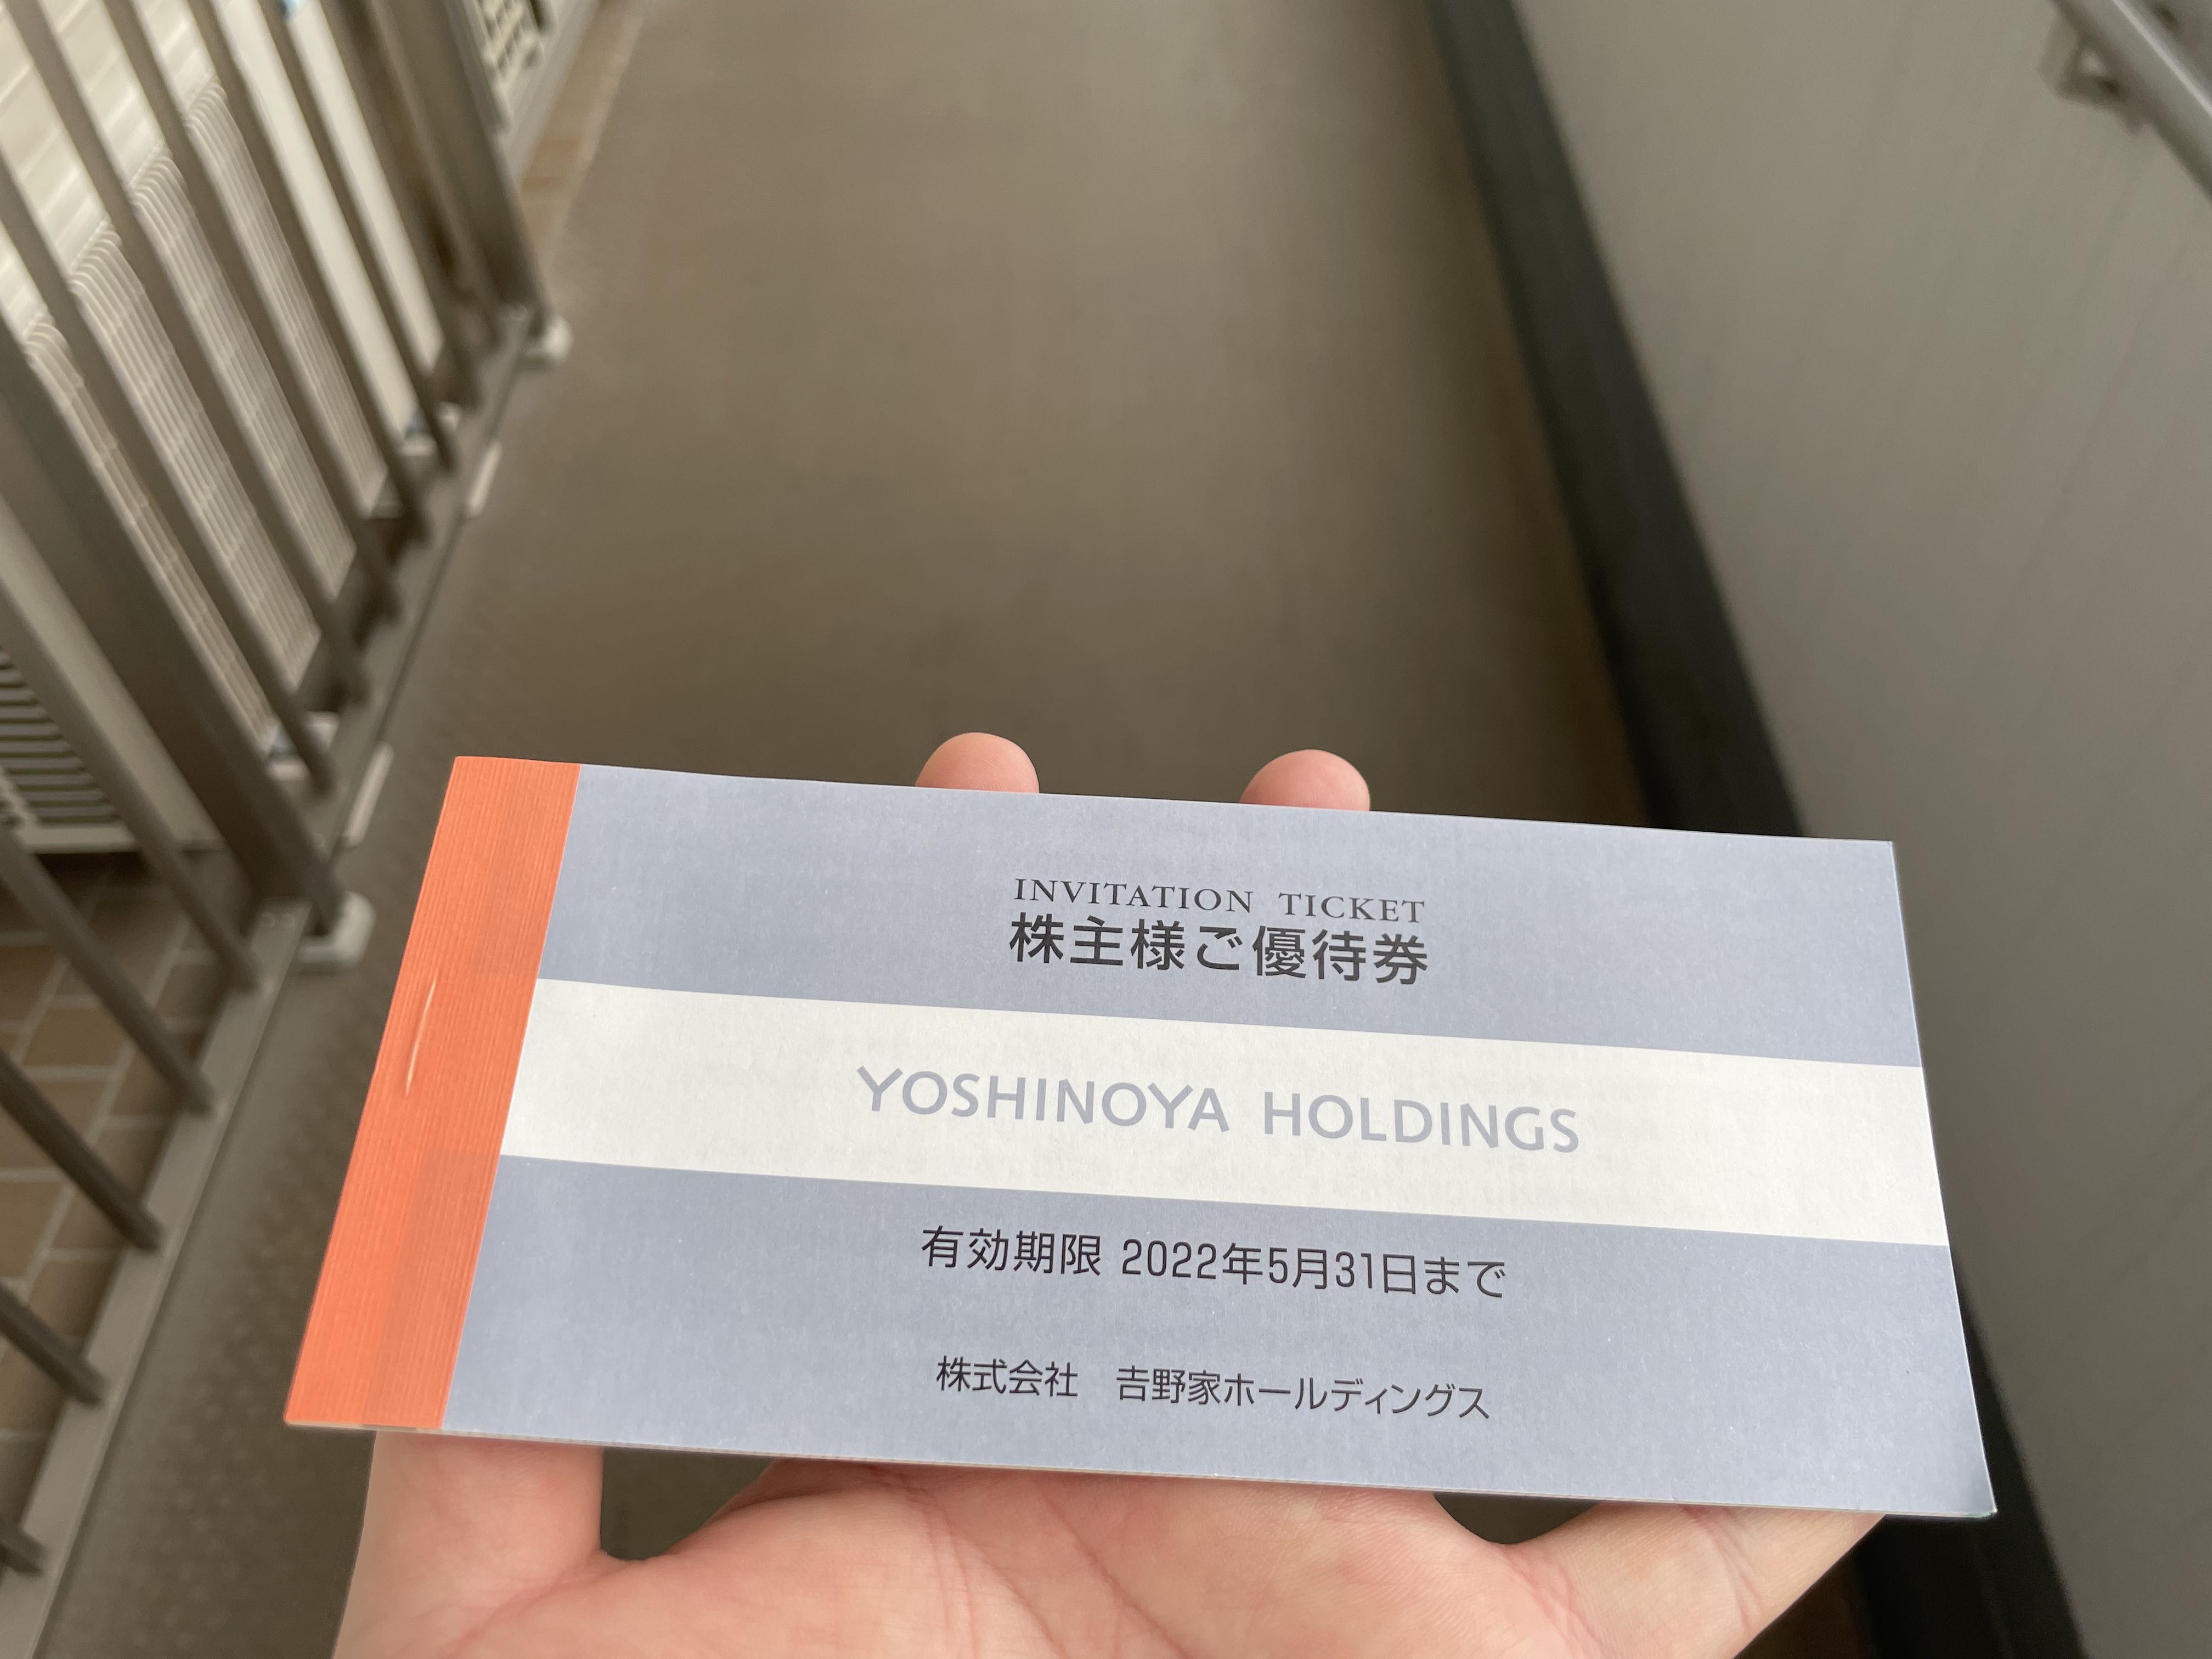 INVITATION TICKET
株主様ご優待券
YOSHINOYA HOLDINGS
有効期限 2022年5月31日まで
株式会社　𠮷野家ホールディングス